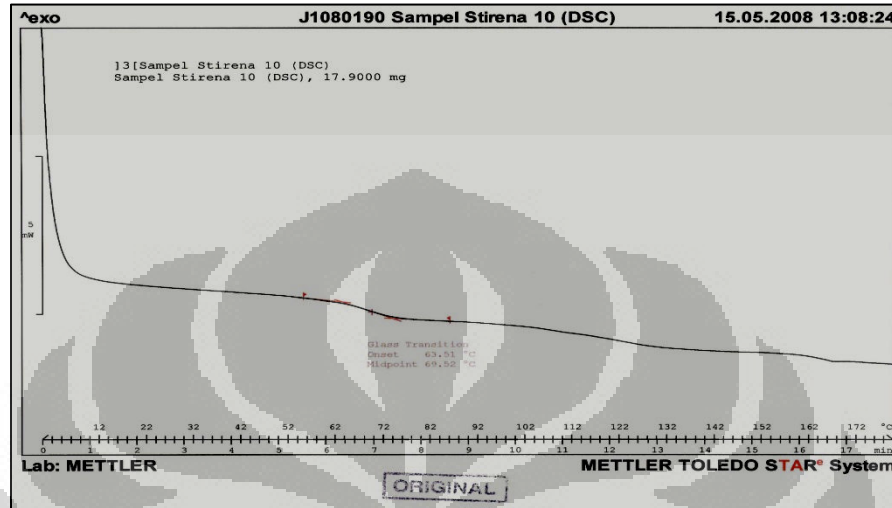 ^exo J1080190 Sampel Stirena 10 (DSC) 15.05.2008 13:08:24
]3[Sampel Stirena 10 (DSC)
Sampel Stirena 10 (DSC), 17.9000 mg
5
mW
Glass Transition
Onset 63.51 °C
Midpoint 69.52 °C
12 22 32 42 52 62 72 82 92 102 112 122 132 142 152 162 172 °C
0 1 2 3 4 5 6 7 8 9 10 11 12 13 14 15 16 17 min
Lab: METTLER METTLER TOLEDO STARe System
ORIGINAL